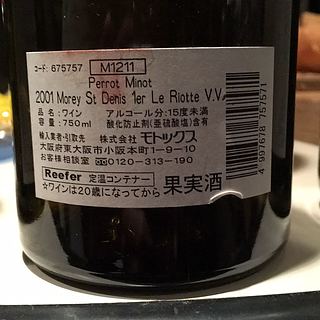 コード: 675757 M1211
Perrot Minot
2001 Morey St Denis 1er Le Riotte V.V.
品名：ワイン アルコール分：15度未満
容量：750ml 酸化防止剤(亜硫酸塩)含有
輸入業者・引取先 株式会社 モトックス
大阪府東大阪市小阪本町1-9-10
お客様相談室 0120-313-190
Reefer 定温コンテナー
☆ワインは20歳になってから 果実酒
4 997678 757571